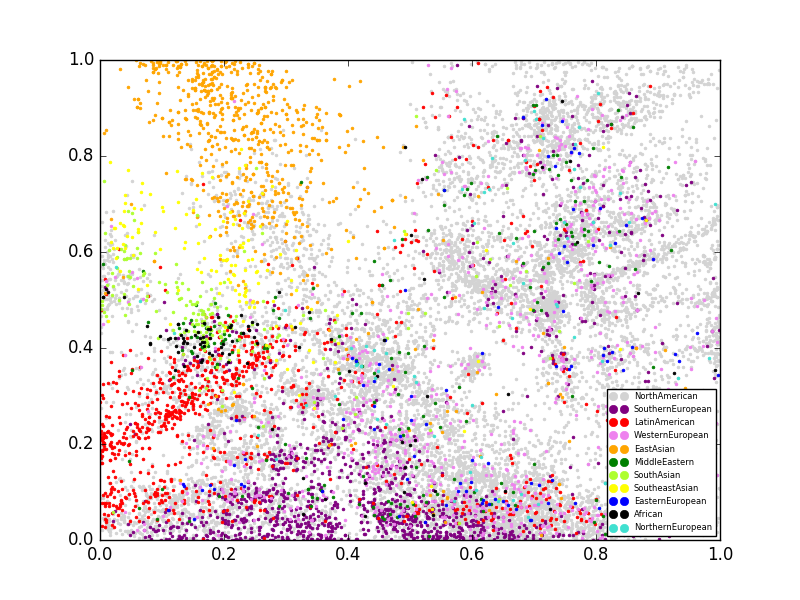 1.0
0.8
0.6
0.4
0.2
0.0
0.0
0.2
0.4
0.6
0.8
1.0
NorthAmerican
SouthernEuropean
LatinAmerican
WesternEuropean
EastAsian
MiddleEastern
SouthAsian
SoutheastAsian
EasternEuropean
African
NorthernEuropean